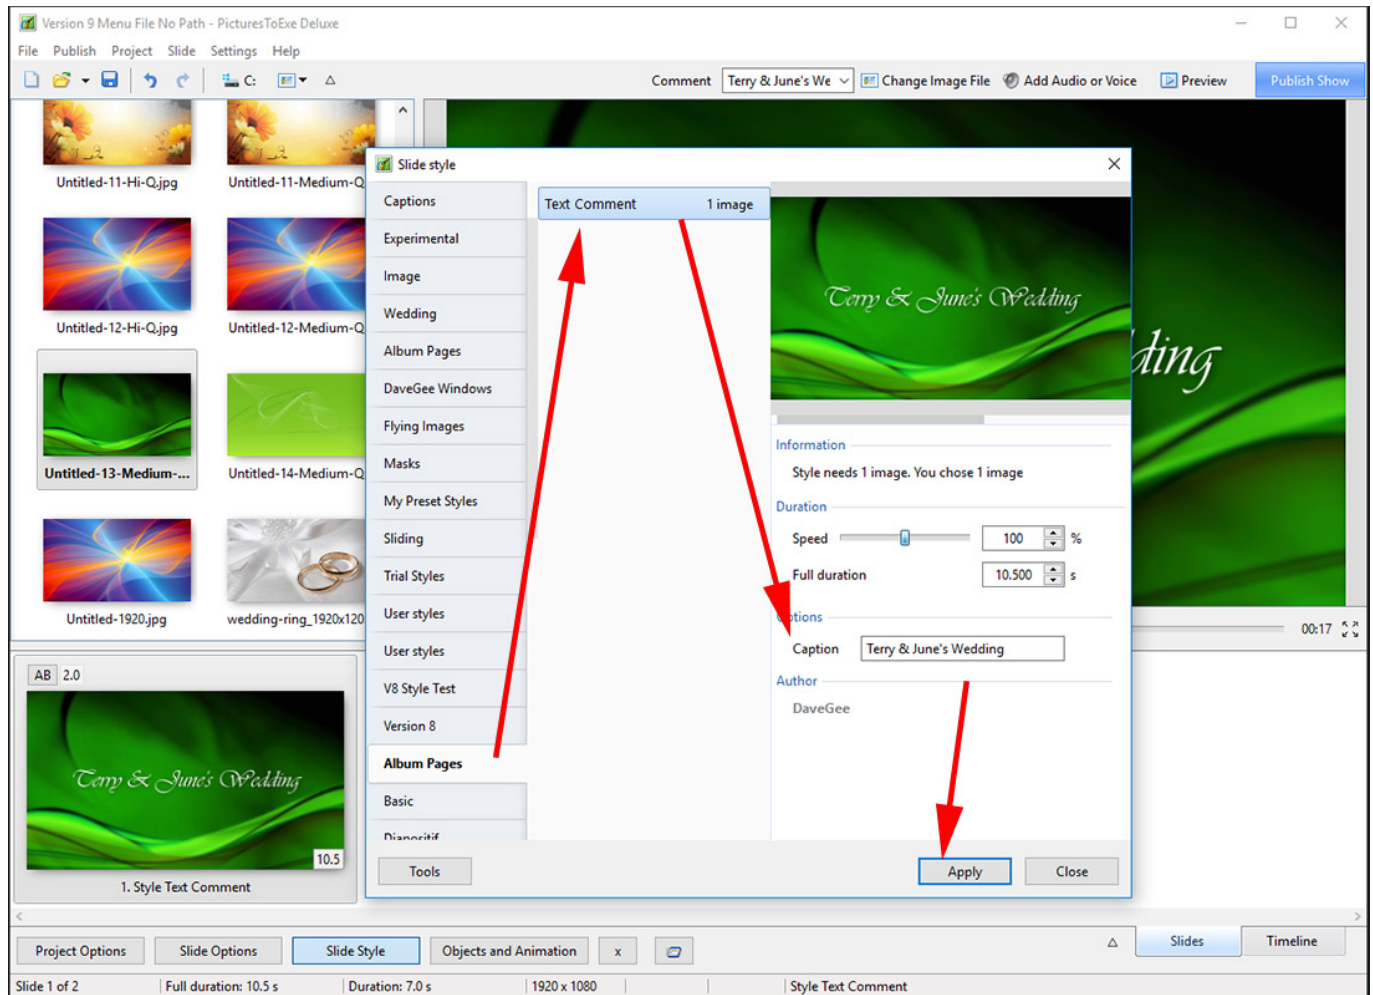 Version 9 Menu File No Path - PicturesToExe Deluxe
File Publish Project Slide Settings Help
C:
Comment Terry & June's We Change Image File Add Audio or Voice Preview Publish Show
Untitled-11-Hi-Q.jpg
Untitled-11-Medium-Q
Untitled-12-Hi-Q.jpg
Untitled-12-Medium-Q
Untitled-13-Medium-...
Untitled-14-Medium-Q
Untitled-1920.jpg
wedding-ring_1920x120
Slide style
Captions
Experimental
Image
Wedding
Album Pages
DaveGee Windows
Flying Images
Masks
My Preset Styles
Sliding
Trial Styles
User styles
User styles
V8 Style Test
Version 8
Album Pages
Basic
Diapositif
Text Comment 1 image
Terry & June's Wedding
Information
Style needs 1 image. You chose 1 image
Duration
Speed 100 %
Full duration 10.500 s
Options
Caption Terry & June's Wedding
Author
DaveGee
Tools
Apply
Close
dding
00:17
AB 2.0
Terry & June's Wedding
10.5
1. Style Text Comment
Project Options Slide Options Slide Style Objects and Animation x
Slides Timeline
Slide 1 of 2 Full duration: 10.5 s Duration: 7.0 s 1920 x 1080 Style Text Comment